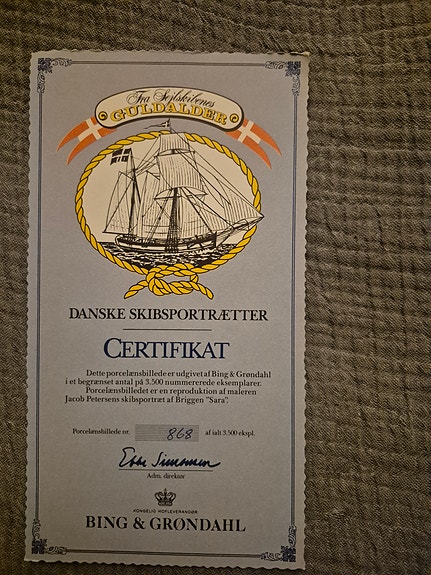 Fra Sejlskibenes
GULDALDER
DANSKE SKIBSPORTRÆTTER
CERTIFIKAT
Dette porcelænsbillede er udgivet af Bing & Grøndahl
i et begrænset antal på 3.500 nummererede eksemplarer.
Porcelænsbilledet er en reproduktion af maleren
Jacob Petersens skibsportræt af Briggen "Sara".
Porcelænsbillede nr. 868 af ialt 3.500 ekspl.
Ebbe Simonsen
Adm. direktør
KONGELIG HOFLEVERANDØR
BING & GRØNDAHL